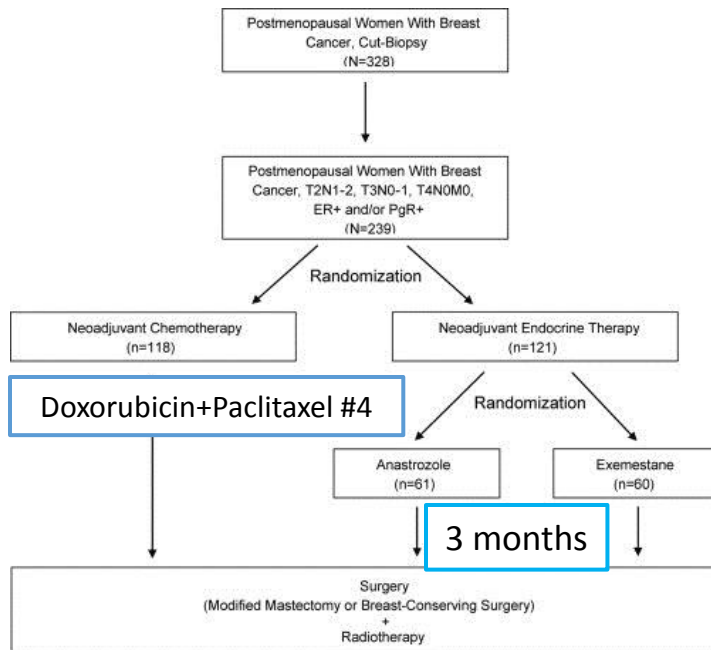 Postmenopausal Women With Breast
Cancer, Cut-Biopsy
(N=328)
Postmenopausal Women With Breast
Cancer, T2N1-2, T3N0-1, T4N0M0,
ER+ and/or PgR+
(N=239)
Randomization
Neoadjuvant Chemotherapy
(n=118)
Neoadjuvant Endocrine Therapy
(n=121)
Doxorubicin+Paclitaxel #4
Randomization
Anastrozole
(n=61)
Exemestane
(n=60)
3 months
Surgery
(Modified Mastectomy or Breast-Conserving Surgery)
+
Radiotherapy